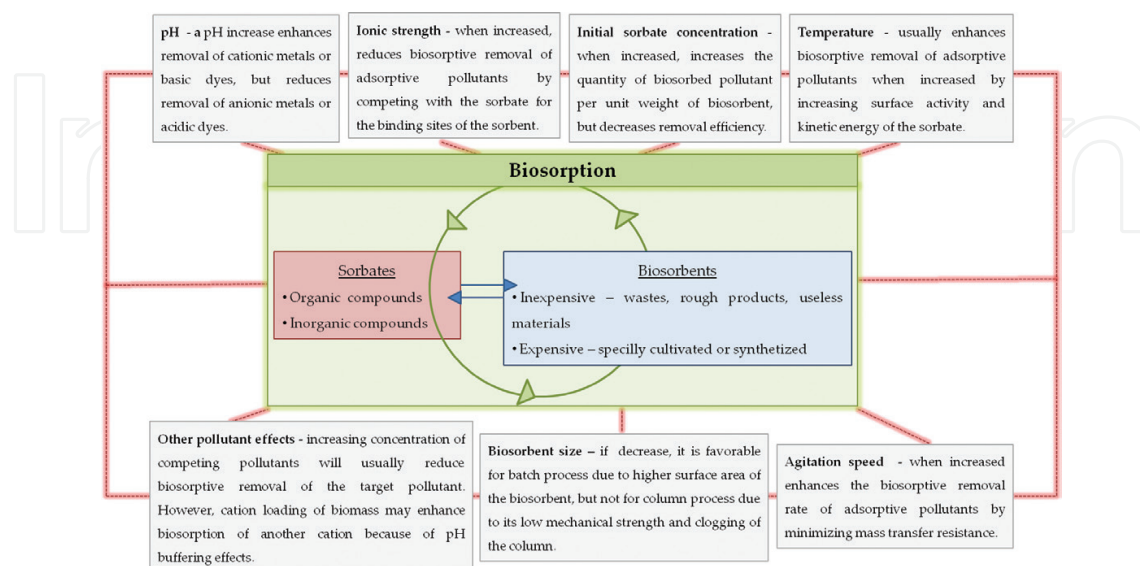 pH - a pH increase enhances
removal of cationic metals or
basic dyes, but reduces
removal of anionic metals or
acidic dyes.
Ionic strength - when increased,
reduces biosorptive removal of
adsorptive pollutants by
competing with the sorbate for
the binding sites of the sorbent.
Initial sorbate concentration -
when increased, increases the
quantity of biosorbed pollutant
per unit weight of biosorbent,
but decreases removal efficiency.
Temperature - usually enhances
biosorptive removal of adsorptive
pollutants when increased by
increasing surface activity and
kinetic energy of the sorbate.
Biosorption
Sorbates
•Organic compounds
•Inorganic compounds
Biosorbents
•Inexpensive – wastes, rough products, useless
materials
•Expensive – specilly cultivated or synthetized
Other pollutant effects - increasing concentration of
competing pollutants will usually reduce
biosorptive removal of the target pollutant.
However, cation loading of biomass may enhance
biosorption of another cation because of pH
buffering effects.
Biosorbent size – if decrease, it is favorable
for batch process due to higher surface area of
the biosorbent, but not for column process due
to its low mechanical strength and clogging of
the column.
Agitation speed - when increased
enhances the biosorptive removal
rate of adsorptive pollutants by
minimizing mass transfer resistance.